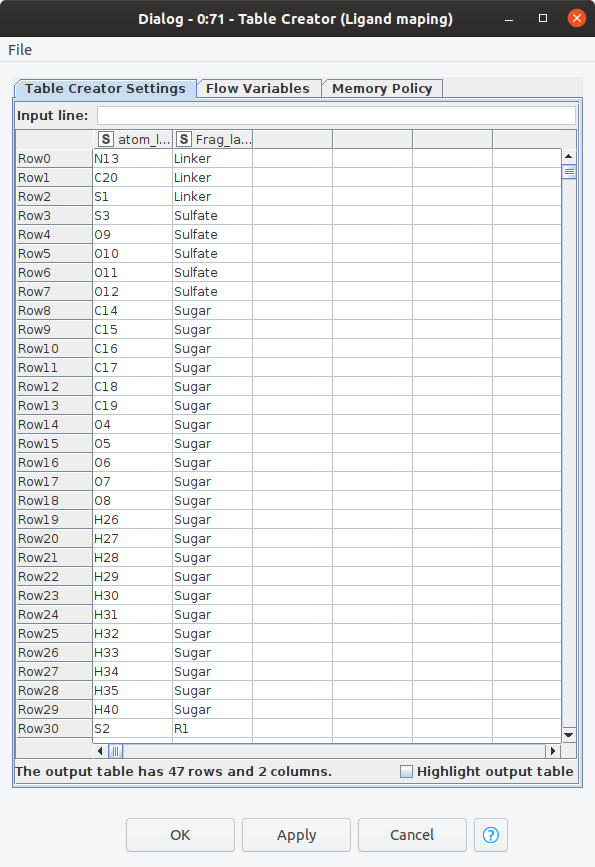 Dialog - 0:71 - Table Creator (Ligand maping)
File
Table Creator Settings Flow Variables Memory Policy
Input line:
S atom_l... S Frag_la...
Row0 N13 Linker
Row1 C20 Linker
Row2 S1 Linker
Row3 S3 Sulfate
Row4 O9 Sulfate
Row5 O10 Sulfate
Row6 O11 Sulfate
Row7 O12 Sulfate
Row8 C14 Sugar
Row9 C15 Sugar
Row10 C16 Sugar
Row11 C17 Sugar
Row12 C18 Sugar
Row13 C19 Sugar
Row14 O4 Sugar
Row15 O5 Sugar
Row16 O6 Sugar
Row17 O7 Sugar
Row18 O8 Sugar
Row19 H26 Sugar
Row20 H27 Sugar
Row21 H28 Sugar
Row22 H29 Sugar
Row23 H30 Sugar
Row24 H31 Sugar
Row25 H32 Sugar
Row26 H33 Sugar
Row27 H34 Sugar
Row28 H35 Sugar
Row29 H40 Sugar
Row30 S2 R1
The output table has 47 rows and 2 columns. Highlight output table
OK Apply Cancel ?